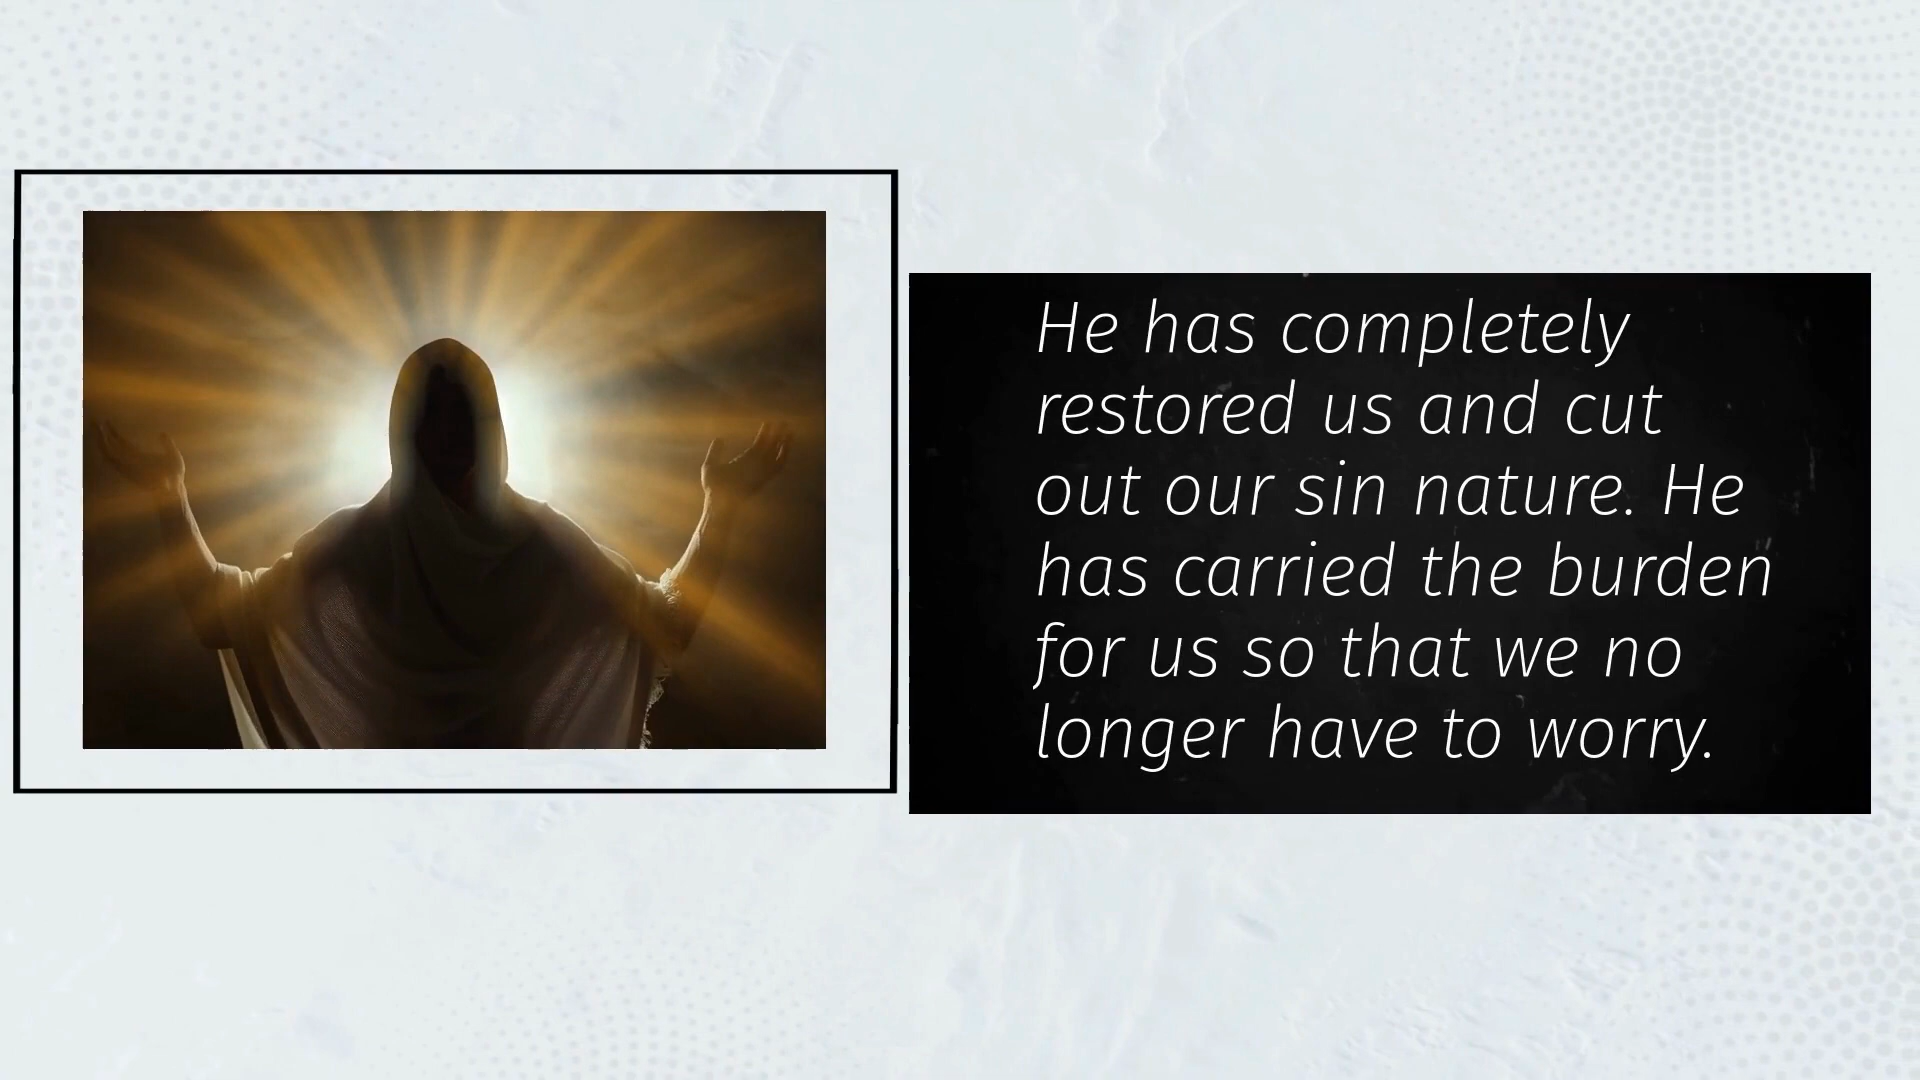 He has completely
restored us and cut
out our sin nature. He
has carried the burden
for us so that we no
longer have to worry.